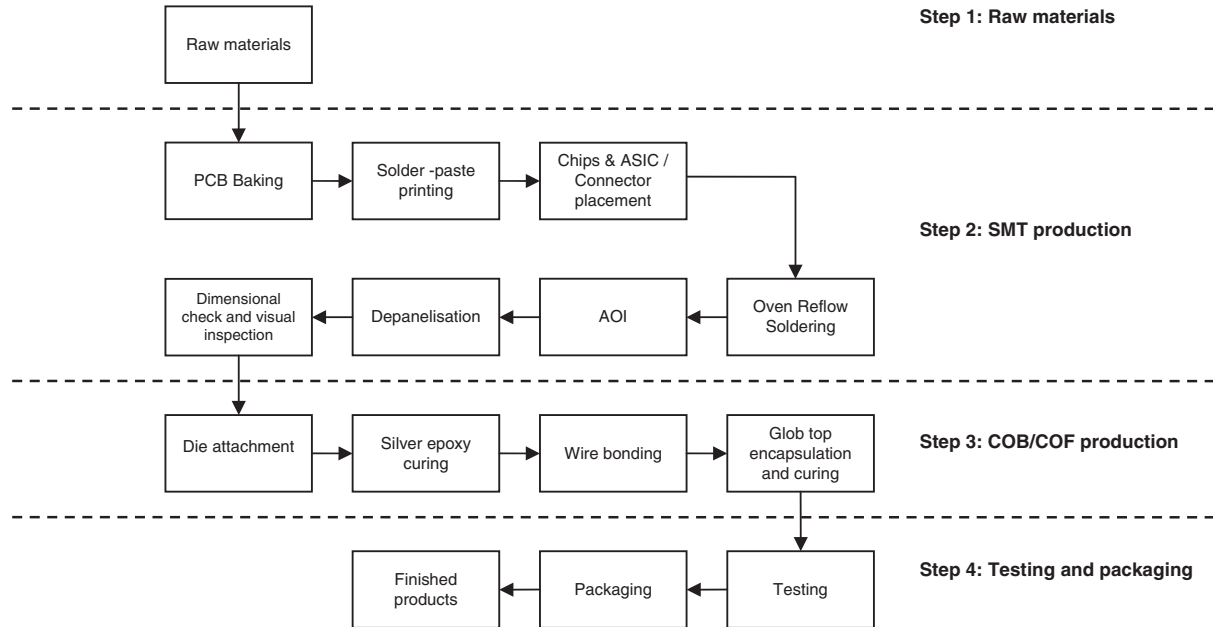 Step 1: Raw materials
Raw materials
PCB Baking
Solder -paste
printing
Chips & ASIC /
Connector
placement
Step 2: SMT production
Dimensional
check and visual
inspection
Depanelisation
AOI
Oven Reflow
Soldering
Die attachment
Silver epoxy
curing
Wire bonding
Glob top
encapsulation
and curing
Step 3: COB/COF production
Finished
products
Packaging
Testing
Step 4: Testing and packaging